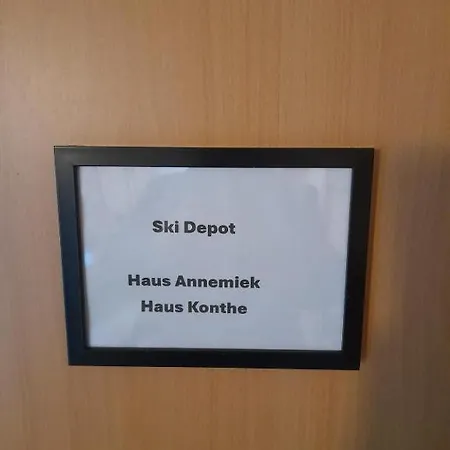 Ski Depot
Haus Annemiek
Haus Konthe